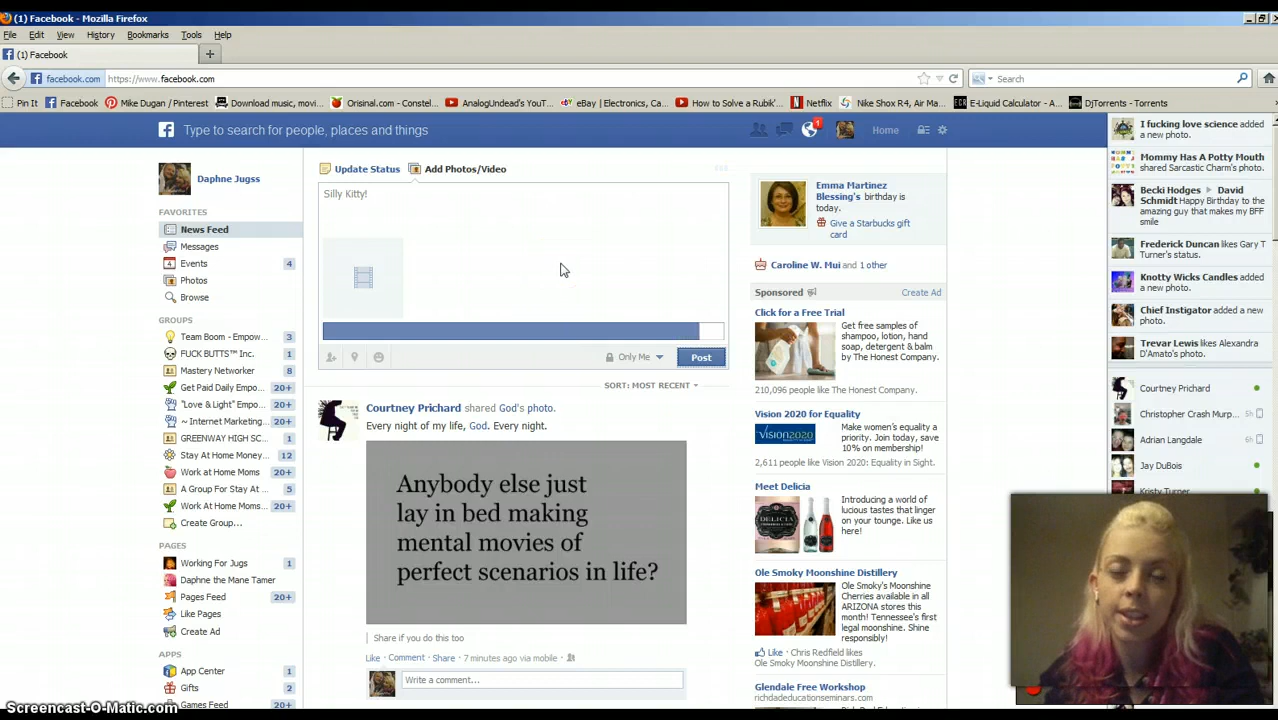 (1) Facebook - Mozilla Firefox
File Edit View History Bookmarks Tools Help
(1) Facebook
facebook.com https://www.facebook.com Search
Pin It Facebook Mike Dugan / Pinterest Download music, movi... Orisinal.com - Constel... AnalogUndead's YouT... eBay | Electronics, Ca... How to Solve a Rubik'... Netflix Nike Shox R4, Air Ma... E-Liquid Calculator - A... DjTorrents - Torrents
Type to search for people, places and things
1
Home
Daphne Jugss
FAVORITES
News Feed
Messages
Events 4
Photos
Browse
GROUPS
Team Boom - Empow... 3
FUCK BUTTS™ Inc. 1
Mastery Networker 8
Get Paid Daily Empo... 20+
"Love & Light" Empo... 20+
~ Internet Marketing... 20+
GREENWAY HIGH SC... 1
Stay At Home Money... 12
Work at Home Moms 20+
A Group For Stay At ... 5
Work At Home Moms... 20+
Create Group...
PAGES
Working For Jugs 1
Daphne the Mane Tamer
Pages Feed 20+
Like Pages
Create Ad
APPS
App Center 1
Gifts 2
Games Feed 20+
Update Status Add Photos/Video
Silly Kitty!
Only Me
Post
SORT: MOST RECENT
Courtney Prichard shared God's photo.
Every night of my life, God. Every night.
Anybody else just
lay in bed making
mental movies of
perfect scenarios in life?
Share if you do this too
Like · Comment · Share · 7 minutes ago via mobile ·
Write a comment...
Emma Martinez
Blessing's birthday is
today.
Give a Starbucks gift
card
Caroline W. Mui and 1 other
Sponsored Create Ad
Click for a Free Trial
Get free samples of
shampoo, lotion, hand
soap, detergent & balm
by The Honest Company.
210,096 people like The Honest Company.
Vision 2020 for Equality
VISION2020
Make women's equality a
priority. Join today, save
10% on membership!
2,611 people like Vision 2020: Equality in Sight.
Meet Delicia
DELICIA
Introducing a world of
lucious tastes that linger
on your tounge. Like us
here!
Ole Smoky Moonshine Distillery
Ole Smoky's Moonshine
Cherries available in all
ARIZONA stores this
month! Tennessee's first
legal moonshine. Shine
responsibly!
Like · Chris Redfield likes
Ole Smoky Moonshine Distillery.
Glendale Free Workshop
richdadeducationseminars.com
I fucking love science added
a new photo.
Mommy Has A Potty Mouth
shared Sarcastic Charm's photo.
Becki Hodges ▸ David
Schmidt Happy Birthday to the
amazing guy that makes my BFF
smile
Frederick Duncan likes Gary T
Turner's status.
Knotty Wicks Candles added
a new photo.
Chief Instigator added a new
photo.
Trevor Lewis likes Alexandra
D'Amato's photo.
Courtney Prichard
Christopher Crash Murp... 5h
Adrian Langdale 6h
Jay DuBois
Kristy Turner
Screencast-O-Matic.com